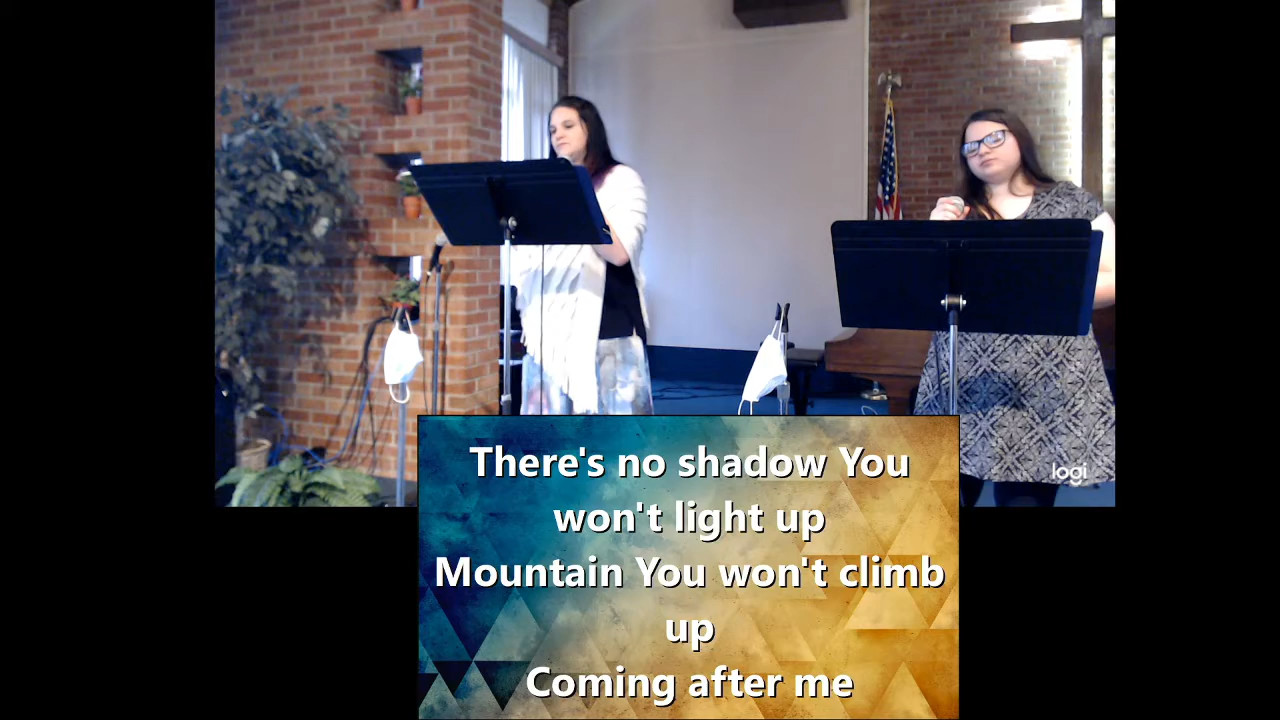 logi
There's no shadow You
won't light up
Mountain You won't climb
up
Coming after me